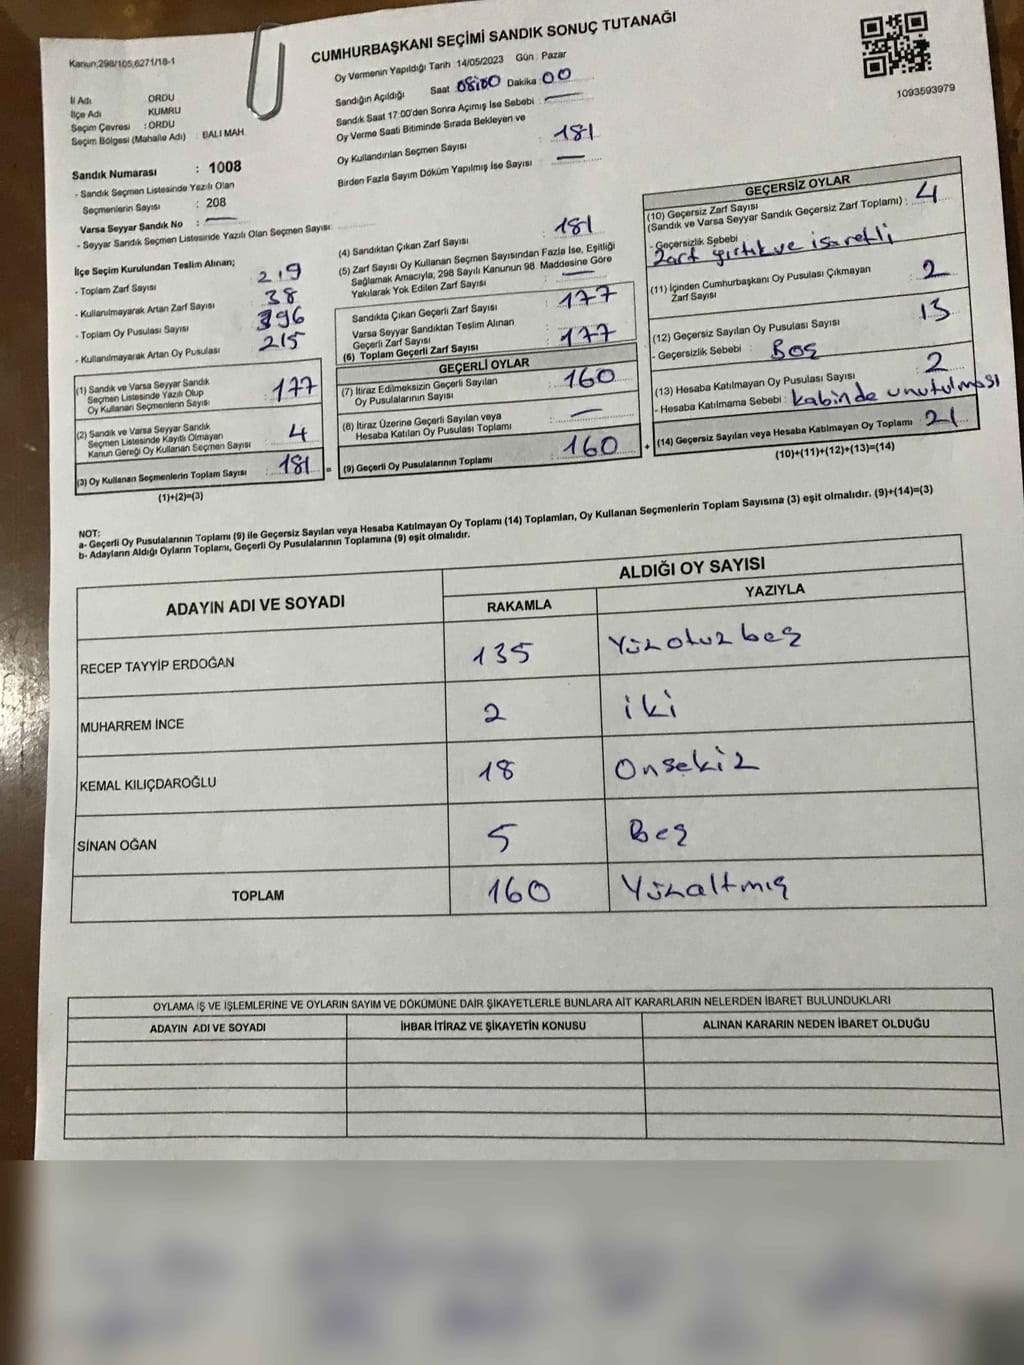 Kanun;298/105,6271/18-1
CUMHURBAŞKANI SEÇİMİ SANDIK SONUÇ TUTANAĞI
1093593979
İl Adı ORDU
İlçe Adı KUMRU
Seçim Çevresi : ORDU
Seçim Bölgesi (Mahalle Adı) : BALI MAH.
Sandık Numarası : 1008
- Sandık Seçmen Listesinde Yazılı Olan
Seçmenlerin Sayısı : 208
Varsa Seyyar Sandık No : —
- Seyyar Sandık Seçmen Listesinde Yazılı Olan Seçmen Sayısı:
Oy Vermenin Yapıldığı Tarih : 14/05/2023 Gün : Pazar
Sandığın Açıldığı Saat 08:00 Dakika : 00
Sandık Saat 17:00'den Sonra Açımış İse Sebebi : —
Oy Verme Saati Bitiminde Sırada Bekleyen ve
Oy Kullandırılan Seçmen Sayısı : 181
Birden Fazla Sayım Döküm Yapılmış İse Sayısı : —
İlçe Seçim Kurulundan Teslim Alınan;
- Toplam Zarf Sayısı 219
- Kullanılmayarak Artan Zarf Sayısı 38
- Toplam Oy Pusulası Sayısı 396
- Kullanılmayarak Artan Oy Pusulası 215
(1) Sandık ve Varsa Seyyar Sandık
Seçmen Listesinde Yazılı Olup
Oy Kullanan Seçmenlerin Sayısı : 177
(2) Sandık ve Varsa Seyyar Sandık
Seçmen Listesinde Kayıtlı Olmayan
Kanun Gereği Oy Kullanan Seçmen Sayısı : 4
(3) Oy Kullanan Seçmenlerin Toplam Sayısı : 181 =
(1)+(2)=(3)
(4) Sandıktan Çıkan Zarf Sayısı : 181
(5) Zarf Sayısı Oy Kullanan Seçmen Sayısından Fazla İse, Eşitliği
Sağlamak Amacıyla; 298 Sayılı Kanunun 98. Maddesine Göre
Yakılarak Yok Edilen Zarf Sayısı : —
Sandıkta Çıkan Geçerli Zarf Sayısı : 177
Varsa Seyyar Sandıktan Teslim Alınan
Geçerli Zarf Sayısı
(6) Toplam Geçerli Zarf Sayısı : 177
GEÇERLİ OYLAR
(7) İtiraz Edilmeksizin Geçerli Sayılan
Oy Pusulalarının Sayısı : 160
(8) İtiraz Üzerine Geçerli Sayılan veya
Hesaba Katılan Oy Pusulası Toplamı : —
(9) Geçerli Oy Pusulalarının Toplamı : 160 +
GEÇERSİZ OYLAR
(10) Geçersiz Zarf Sayısı
(Sandık ve Varsa Seyyar Sandık Geçersiz Zarf Toplamı) : 4
- Geçersizlik Sebebi
Zarf yırtık ve işaretli
(11) İçinden Cumhurbaşkanı Oy Pusulası Çıkmayan
Zarf Sayısı : 2
(12) Geçersiz Sayılan Oy Pusulası Sayısı : 13
- Geçersizlik Sebebi : Boş
(13) Hesaba Katılmayan Oy Pusulası Sayısı : 2
- Hesaba Katılmama Sebebi : kabinde unutulması
(14) Geçersiz Sayılan veya Hesaba Katılmayan Oy Toplamı : 21
(10)+(11)+(12)+(13)=(14)
NOT:
a- Geçerli Oy Pusulalarının Toplamı (9) ile Geçersiz Sayılan veya Hesaba Katılmayan Oy Toplamı (14) Toplamları, Oy Kullanan Seçmenlerin Toplam Sayısına (3) eşit olmalıdır. (9)+(14)=(3)
b- Adayların Aldığı Oyların Toplamı, Geçerli Oy Pusulalarının Toplamına (9) eşit olmalıdır.
ADAYIN ADI VE SOYADI ALDIĞI OY SAYISI
RAKAMLA YAZIYLA
RECEP TAYYİP ERDOĞAN 135 Yüzotuz beş
MUHARREM İNCE 2 iki
KEMAL KILIÇDAROĞLU 18 Onsekiz
SİNAN OĞAN 5 Beş
TOPLAM 160 Yüzaltmış
OYLAMA İŞ VE İŞLEMLERİNE VE OYLARIN SAYIM VE DÖKÜMÜNE DAİR ŞİKAYETLERLE BUNLARA AİT KARARLARIN NELERDEN İBARET BULUNDUKLARI
ADAYIN ADI VE SOYADI İHBAR İTİRAZ VE ŞİKAYETİN KONUSU ALINAN KARARIN NEDEN İBARET OLDUĞU